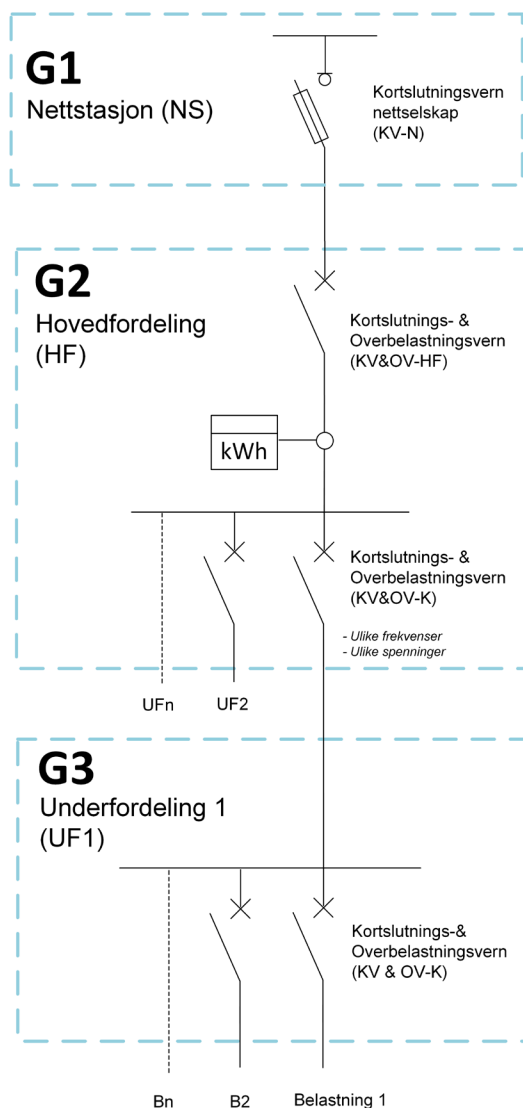 G1
Nettstasjon (NS)
Kortslutningsvern
nettselskap
(KV-N)
G2
Hovedfordeling
(HF)
Kortslutnings- &
Overbelastningsvern
(KV&OV-HF)
kWh
Kortslutnings- &
Overbelastningsvern
(KV&OV-K)
- Ulike frekvenser
- Ulike spenninger
UFn
UF2
G3
Underfordeling 1
(UF1)
Kortslutnings-&
Overbelastningsvern
(KV & OV-K)
Bn
B2
Belastning 1